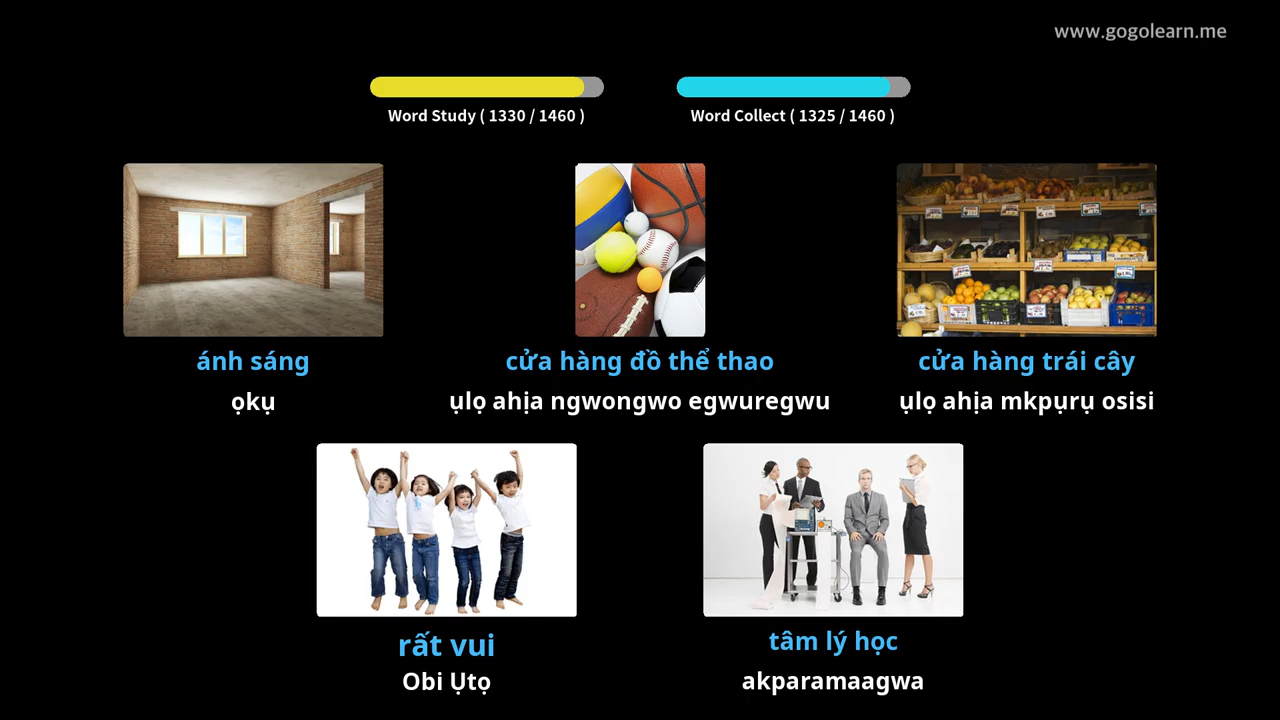 www.gogolearn.me
Word Study ( 1330 / 1460 )
Word Collect ( 1325 / 1460 )
ánh sáng
cửa hàng đồ thể thao
cửa hàng trái cây
ọkụ
ụlọ ahịa ngwongwo egwuregwu
ụlọ ahịa mkpụrụ osisi
rất vui
tâm lý học
Obi Ụtọ
akparamaagwa